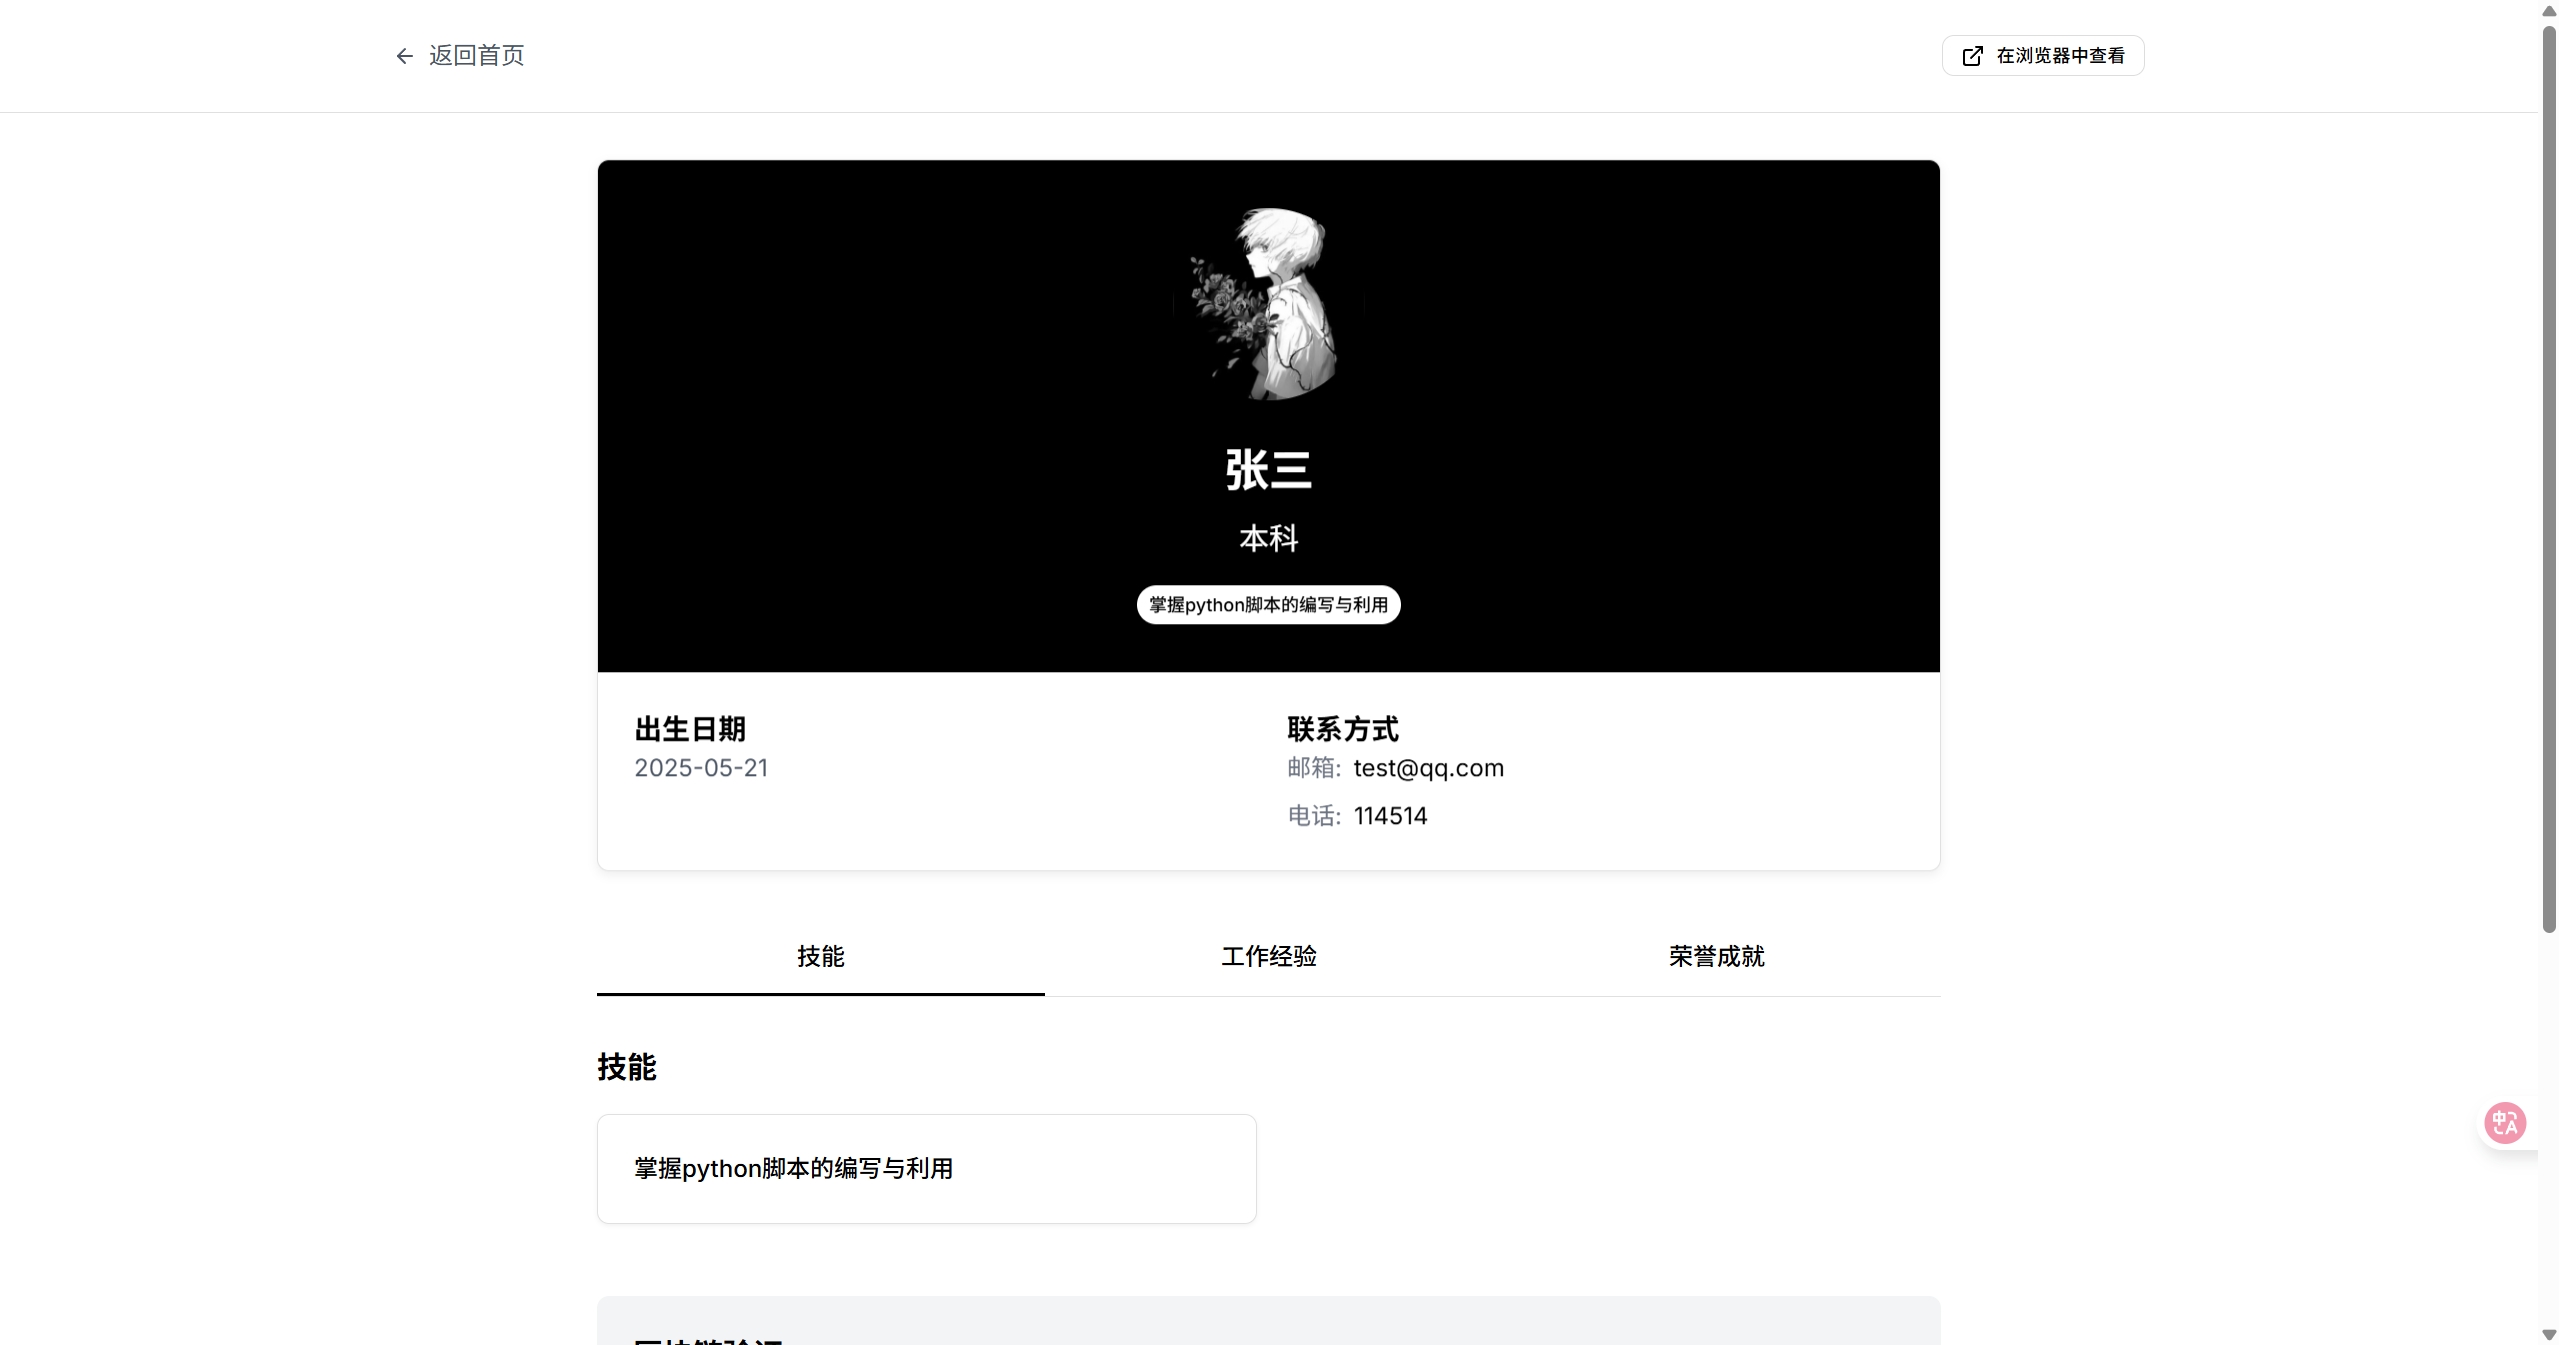 返回首页
在浏览器中查看
张三
本科
掌握python脚本的编写与利用
出生日期
2025-05-21
联系方式
邮箱: test@qq.com
电话: 114514
技能
工作经验
荣誉成就
技能
掌握python脚本的编写与利用